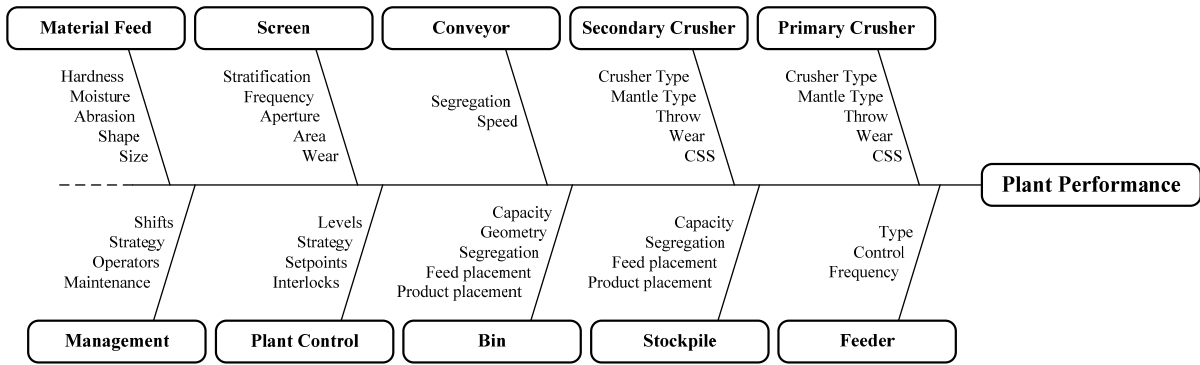 Material Feed
Screen
Conveyor
Secondary Crusher
Primary Crusher
Hardness
Moisture
Abrasion
Shape
Size
Stratification
Frequency
Aperture
Area
Wear
Segregation
Speed
Crusher Type
Mantle Type
Throw
Wear
CSS
Crusher Type
Mantle Type
Throw
Wear
CSS
Plant Performance
Shifts
Strategy
Operators
Maintenance
Levels
Strategy
Setpoints
Interlocks
Capacity
Geometry
Segregation
Feed placement
Product placement
Capacity
Segregation
Feed placement
Product placement
Type
Control
Frequency
Management
Plant Control
Bin
Stockpile
Feeder